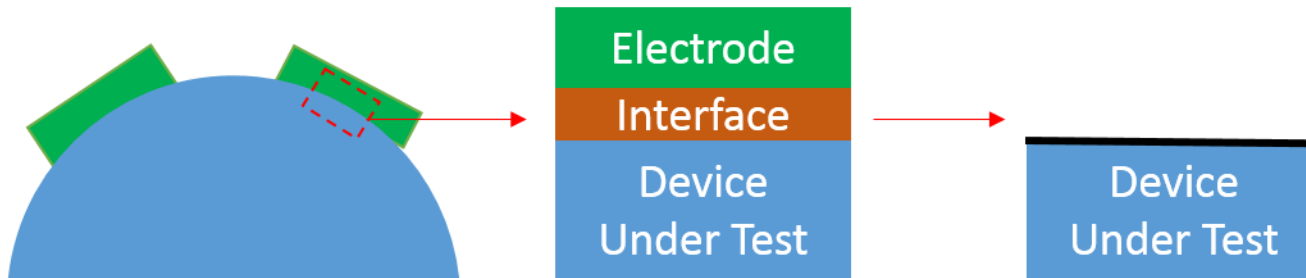 Electrode
Interface
Device
Under Test
Device
Under Test